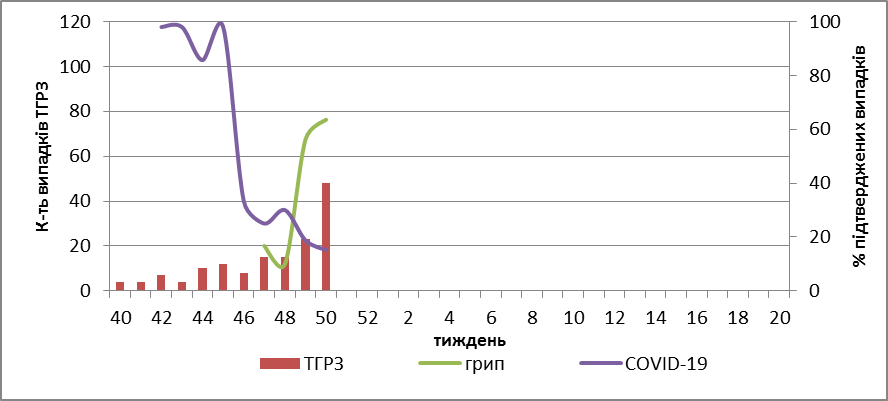 К-ть випадків ТГРЗ
120
100
80
60
40
20
0
100
80
60
40
20
0
% підтверджених випадків
40 42 44 46 48 50 52 2 4 6 8 10 12 14 16 18 20
тиждень
ТГРЗ грип COVID-19